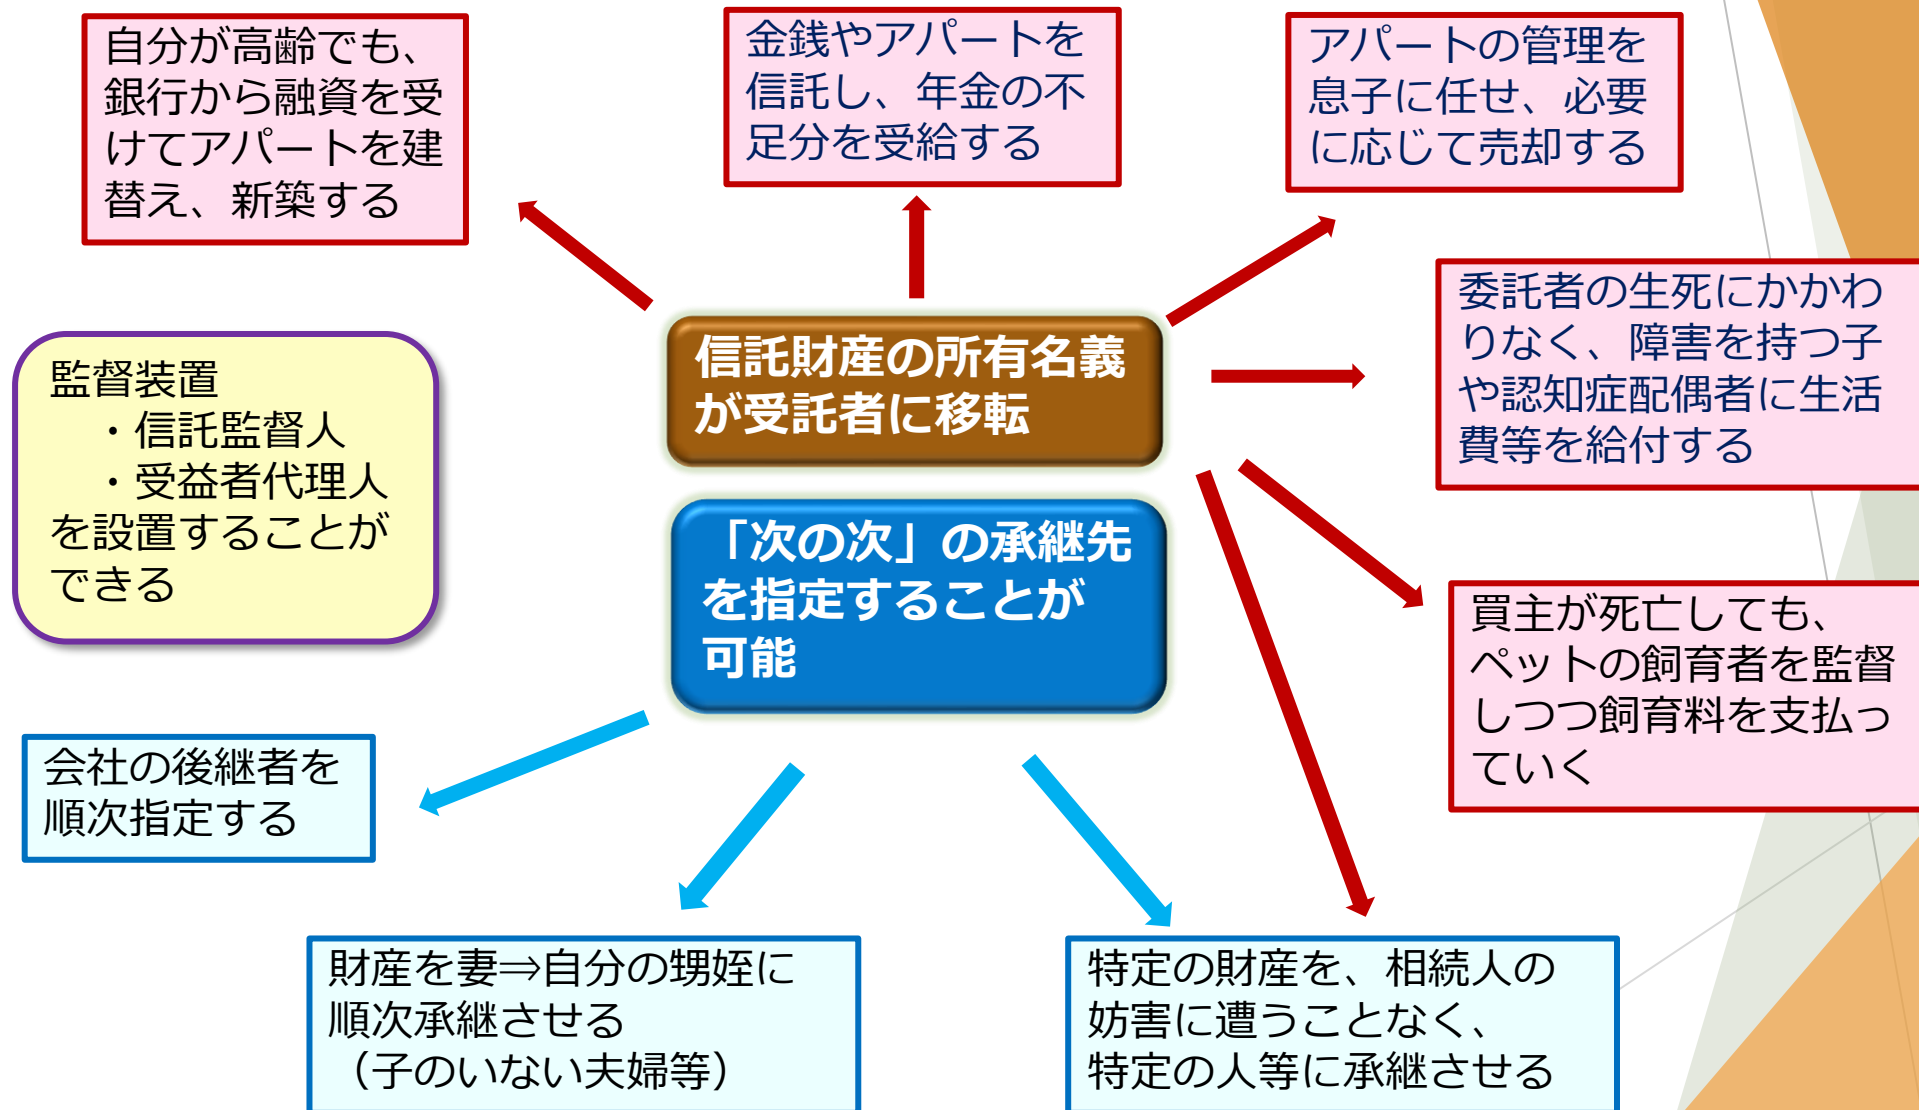 自分が高齢でも、
銀行から融資を受
けてアパートを建
替え、新築する
金銭やアパートを
信託し、年金の不
足分を受給する
アパートの管理を
息子に任せ、必要
に応じて売却する
信託財産の所有名義
が受託者に移転
委託者の生死にかかわ
りなく、障害を持つ子
や認知症配偶者に生活
費等を給付する
監督装置
・信託監督人
・受益者代理人
を設置することが
できる
「次の次」の承継先
を指定することが
可能
買主が死亡しても、
ペットの飼育者を監督
しつつ飼育料を支払っ
ていく
会社の後継者を
順次指定する
財産を妻⇒自分の甥姪に
順次承継させる
（子のいない夫婦等）
特定の財産を、相続人の
妨害に遭うことなく、
特定の人等に承継させる